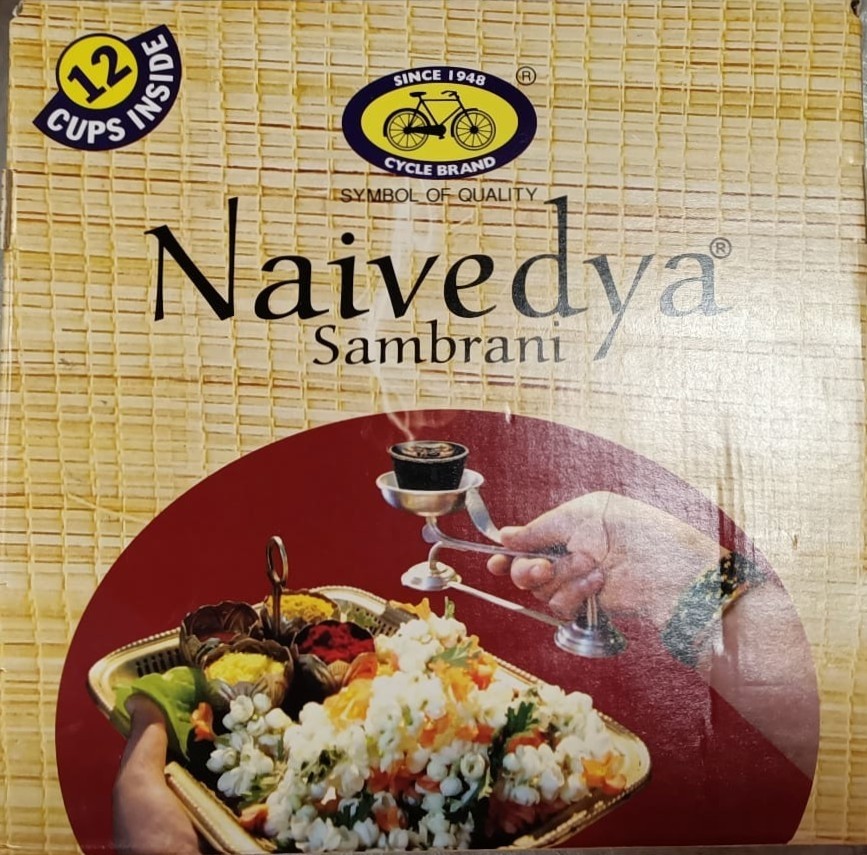 12
CUPS INSIDE
SINCE 1948
®
CYCLE BRAND
SYMBOL OF QUALITY
Naivedya®
Sambrani